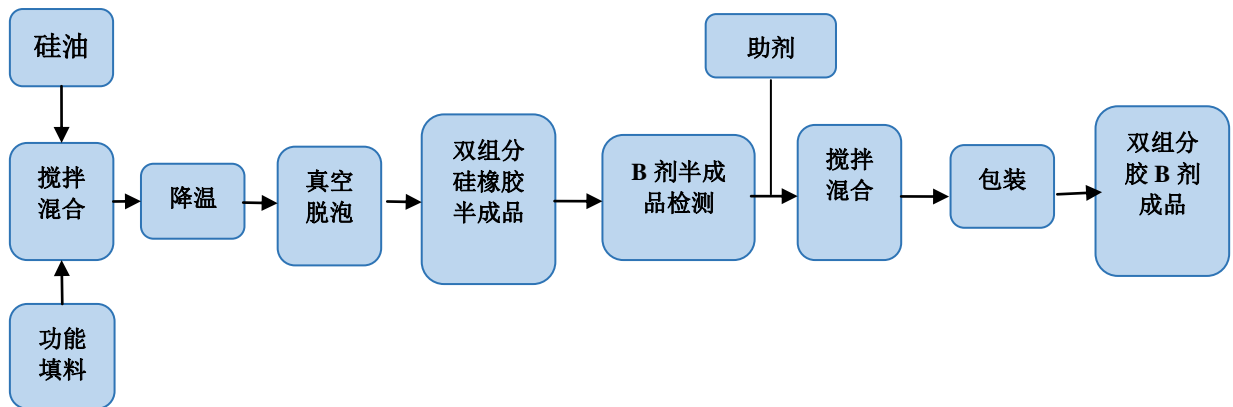 硅油
搅拌
混合
功能
填料
降温
真空
脱泡
双组分
硅橡胶
半成品
B 剂半成
品检测
助剂
搅拌
混合
包装
双组分
胶 B 剂
成品